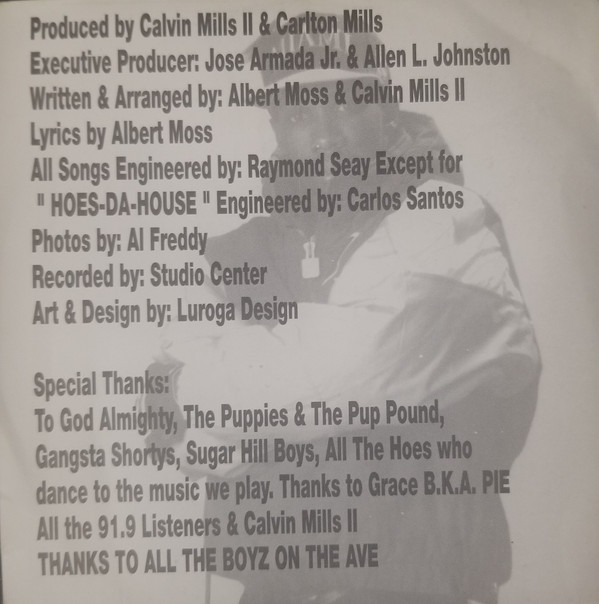 Produced by Calvin Mills II & Carlton Mills
Executive Producer: Jose Armada Jr. & Allen L. Johnston
Written & Arranged by: Albert Moss & Calvin Mills II
Lyrics by Albert Moss
All Songs Engineered by: Raymond Seay Except for
" HOES-DA-HOUSE " Engineered by: Carlos Santos
Photos by: Al Freddy
Recorded by: Studio Center
Art & Design by: Luroga Design
Special Thanks:
To God Almighty, The Puppies & The Pup Pound,
Gangsta Shortys, Sugar Hill Boys, All The Hoes who
dance to the music we play. Thanks to Grace B.K.A. PIE
All the 91.9 Listeners & Calvin Mills II
THANKS TO ALL THE BOYZ ON THE AVE